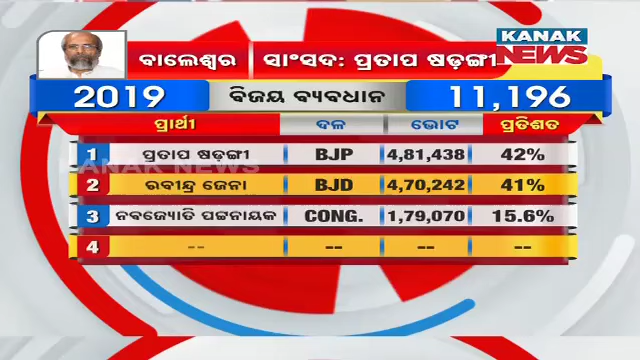 KANAK NEWS
ବାଲେଶ୍ୱର ସାଂସଦ: ପ୍ରତାପ ଷଡ଼ଙ୍ଗୀ
2019 ବିଜୟ ବ୍ୟବଧାନ 11,196
ପ୍ରାର୍ଥୀ ଦଳ ଭୋଟ ପ୍ରତିଶତ
1 ପ୍ରତାପ ଷଡ଼ଙ୍ଗୀ BJP 4,81,438 42%
KANAK NEWS
2 ରବୀନ୍ଦ୍ର ଜେନା BJD 4,70,242 41%
3 ନବଜ୍ୟୋତି ପଟ୍ଟନାୟକ CONG. 1,79,070 15.6%
4 -- -- -- --